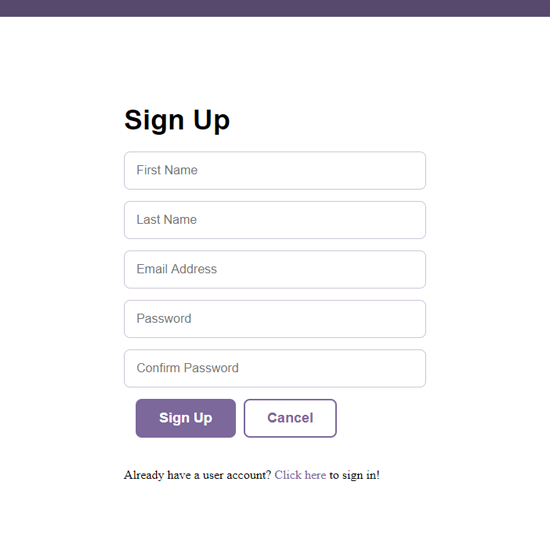 Sign Up
First Name
Last Name
Email Address
Password
Confirm Password
Sign Up Cancel
Already have a user account? Click here to sign in!